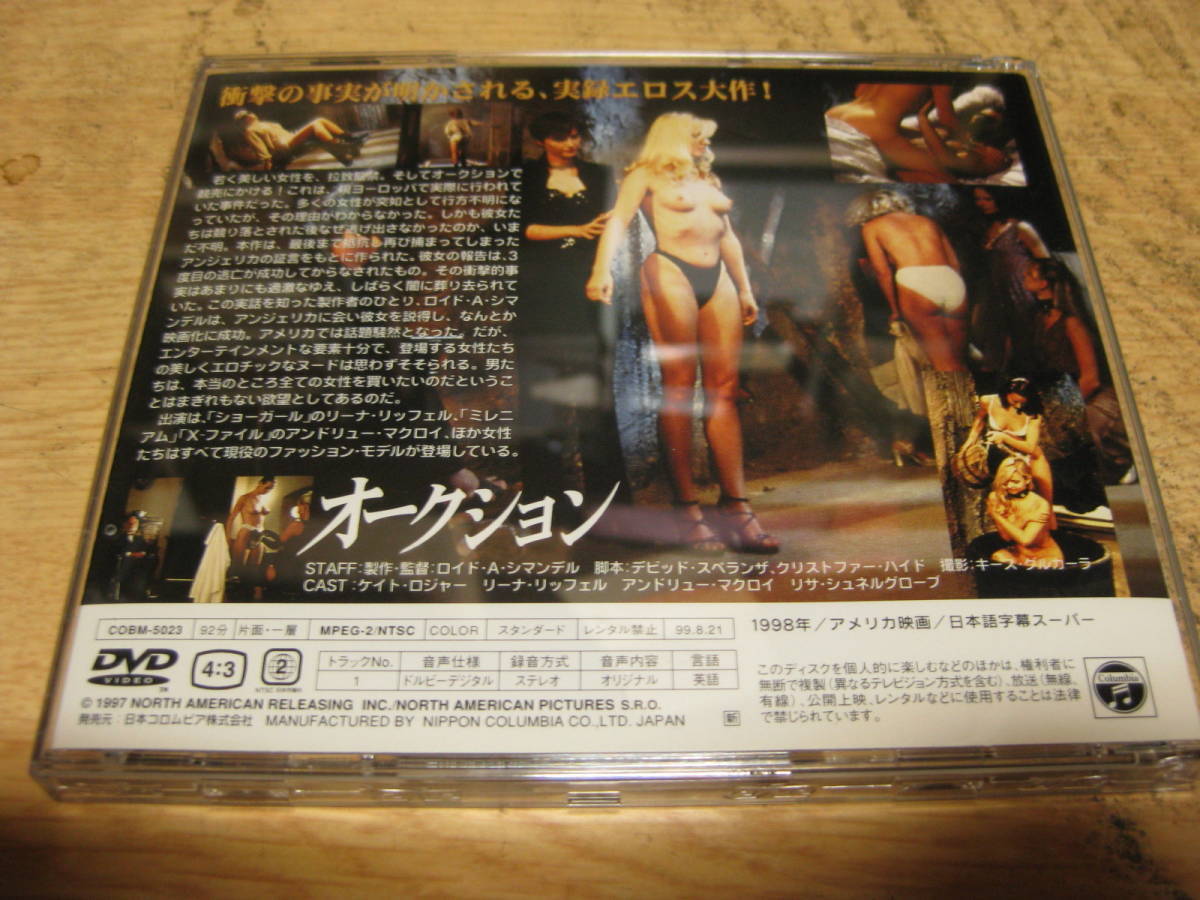 衝撃の事実が明かされる、実録エロス大作！
若く美しい女性を、拉致監禁。そしてオークションで
競売にかける！これは、現ヨーロッパで実際に行われて
いた事件だった。多くの女性が突如として行方不明にな
っていたが、その理由がわからなかった。しかも彼女た
ちは競り落とされた後なぜ逃げ出さなかったのか、いま
だ不明。本作は、最後まで抵抗し再び捕まってしまった
アンジェリカの証言をもとに作られた。彼女の報告は、3
度目の逃亡が成功してからなされたもの。その衝撃的事
実はあまりにも過激なゆえ、しばらく闇に葬り去られて
いた。この実話を知った製作者のひとり、ロイド・A・シマ
ンデルは、アンジェリカに会い彼女を説得し、なんとか
映画化に成功。アメリカでは話題騒然となった。だが、
エンターテインメントな要素十分で、登場する女性たち
の美しくエロチックなヌードは思わずそそられる。男た
ちは、本当のところ全ての女性を買いたいのだというこ
とはまぎれもない欲望としてあるのだ。
出演は、「ショーガール」のリーナ・リッフェル、「ミレニ
アム」「X-ファイル」のアンドリュー・マクロイ、ほか女性
たちはすべて現役のファッション・モデルが登場している。
オークション
STAFF:製作・監督:ロイド・A・シマンデル 脚本:デビッド・スペランザ、クリストファー・ハイド 撮影:キース・グルカーラ
CAST:ケイト・ロジャー リーナ・リッフェル アンドリュー・マクロイ リサ・シュネルグローブ
COBM-5023 92分 片面・一層 MPEG-2/NTSC COLOR スタンダード レンタル禁止 99.8.21
1998年／アメリカ映画／日本語字幕スーパー
DVD VIDEO 4:3 2
トラックNo. 音声仕様 録音方式 音声内容 言語
1 ドルビーデジタル ステレオ オリジナル 英語
このディスクを個人的に楽しむなどのほかは、権利者に
無断で複製（異なるテレビジョン方式を含む）、放送（無線、
有線）、公開上映、レンタルなどに使用することは法律
で禁じられています。
Columbia
© 1997 NORTH AMERICAN RELEASING INC./NORTH AMERICAN PICTURES S.R.O.
発売元:日本コロムビア株式会社 MANUFACTURED BY NIPPON COLUMBIA CO.,LTD. JAPAN 新